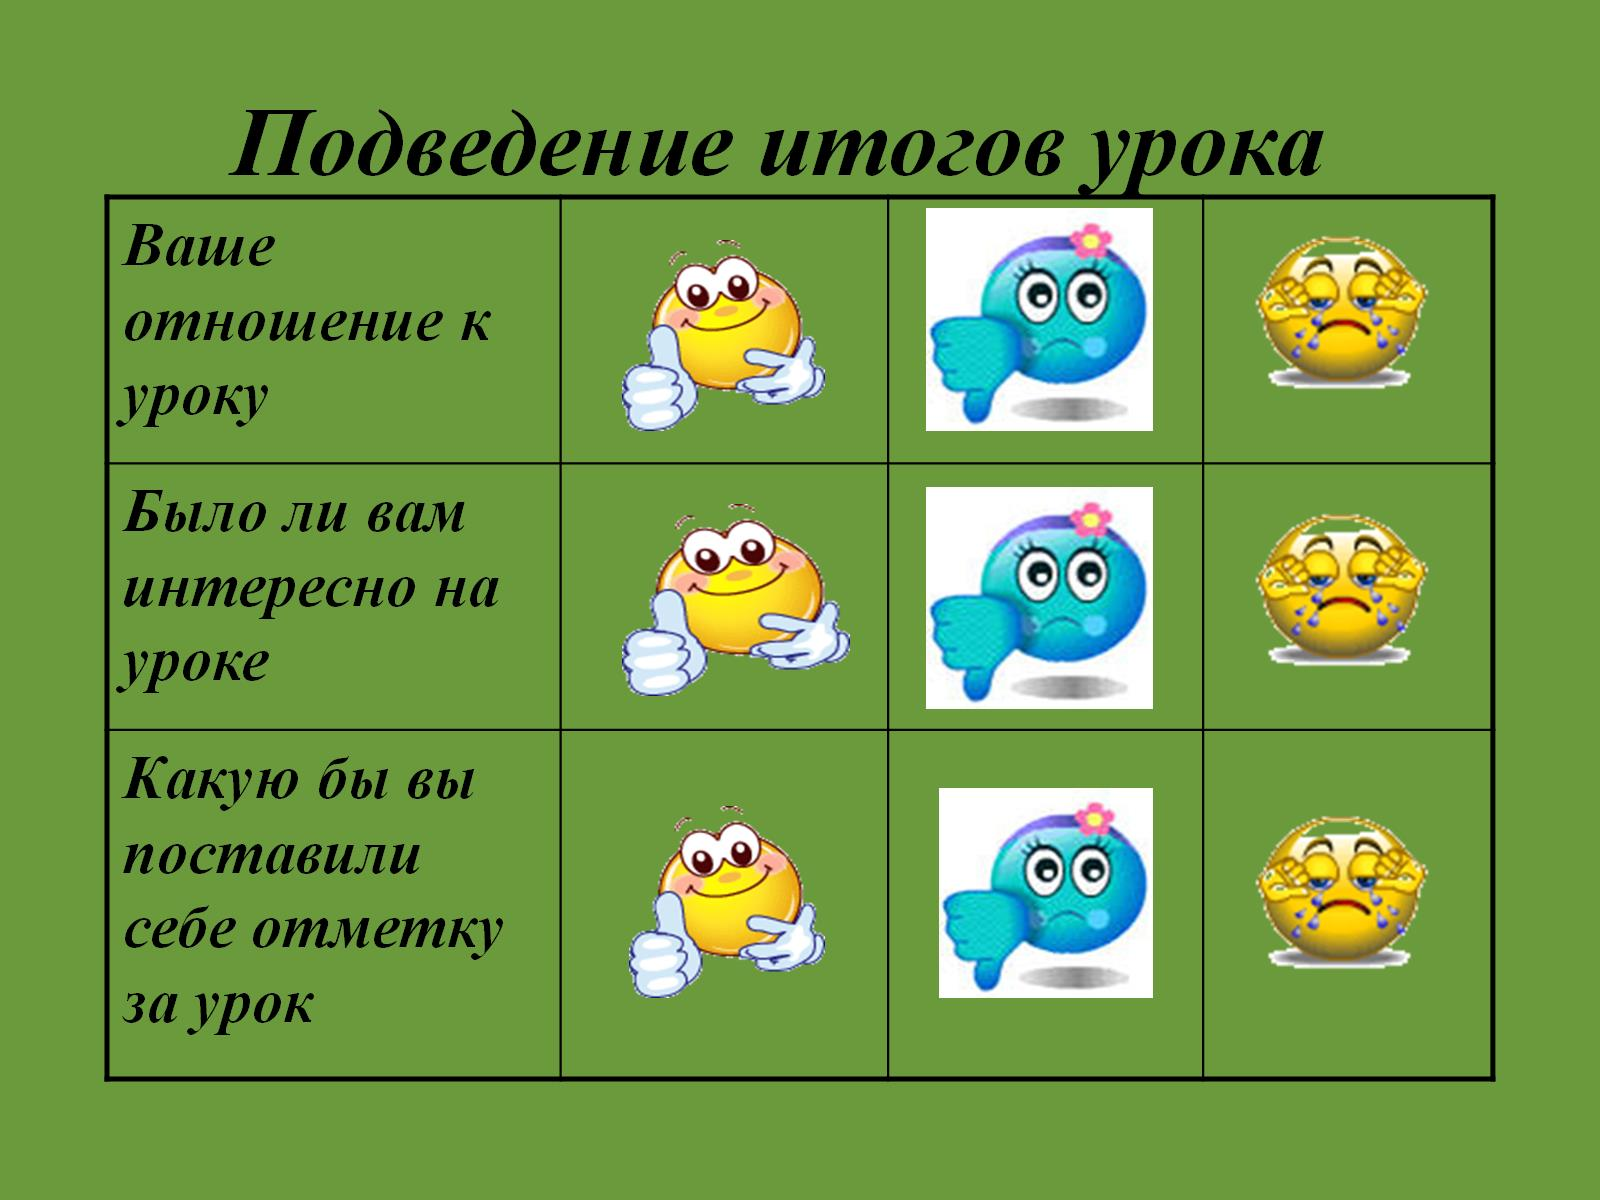 Подведение итогов урока
Ваше
отношение к
уроку
Было ли вам
интересно на
уроке
Какую бы вы
поставили
себе отметку
за урок